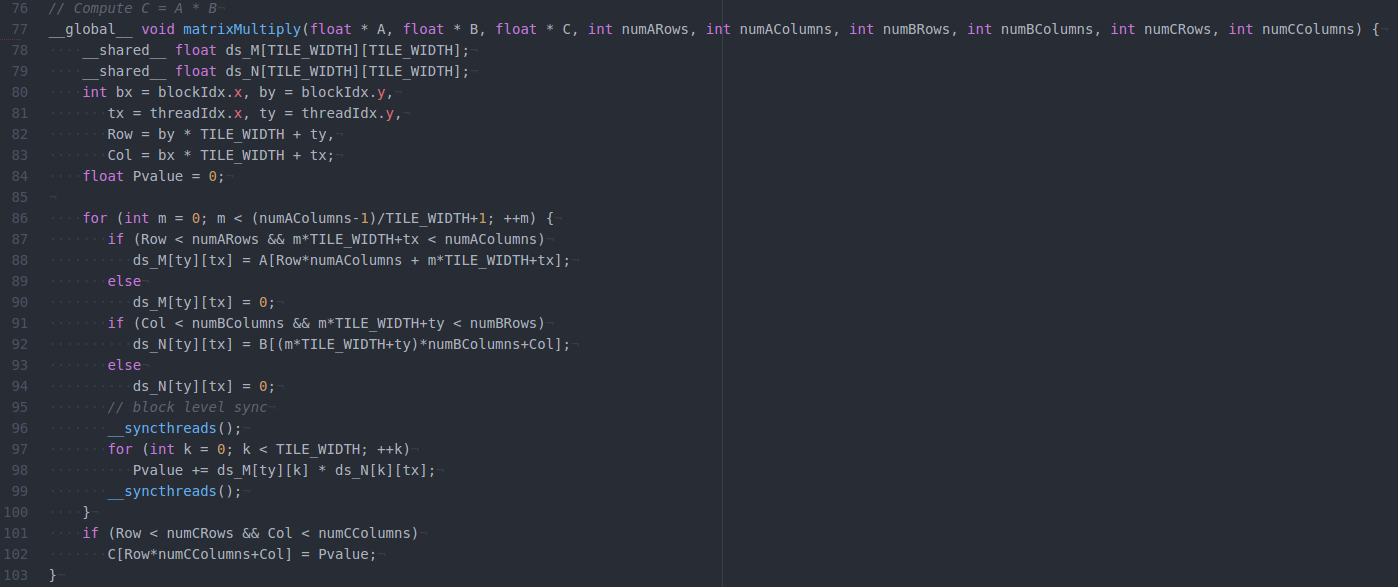 76 // Compute C = A * B¬
77 __global__ void matrixMultiply(float * A, float * B, float * C, int numARows, int numAColumns, int numBRows, int numBColumns, int numCRows, int numCColumns) {¬
78 ····__shared__ float ds_M[TILE_WIDTH][TILE_WIDTH];¬
79 ····__shared__ float ds_N[TILE_WIDTH][TILE_WIDTH];¬
80 ····int bx = blockIdx.x, by = blockIdx.y,¬
81 ·······tx = threadIdx.x, ty = threadIdx.y,¬
82 ·······Row = by * TILE_WIDTH + ty,¬
83 ·······Col = bx * TILE_WIDTH + tx;¬
84 ····float Pvalue = 0;¬
85 ¬
86 ····for (int m = 0; m < (numAColumns-1)/TILE_WIDTH+1; ++m) {¬
87 ·······if (Row < numARows && m*TILE_WIDTH+tx < numAColumns)¬
88 ··········ds_M[ty][tx] = A[Row*numAColumns + m*TILE_WIDTH+tx];¬
89 ·······else¬
90 ··········ds_M[ty][tx] = 0;¬
91 ·······if (Col < numBColumns && m*TILE_WIDTH+ty < numBRows)¬
92 ··········ds_N[ty][tx] = B[(m*TILE_WIDTH+ty)*numBColumns+Col];¬
93 ·······else¬
94 ··········ds_N[ty][tx] = 0;¬
95 ·······// block level sync¬
96 ·······__syncthreads();¬
97 ·······for (int k = 0; k < TILE_WIDTH; ++k)¬
98 ··········Pvalue += ds_M[ty][k] * ds_N[k][tx];¬
99 ·······__syncthreads();¬
100 ····}¬
101 ····if (Row < numCRows && Col < numCColumns)¬
102 ·······C[Row*numCColumns+Col] = Pvalue;¬
103 }¬